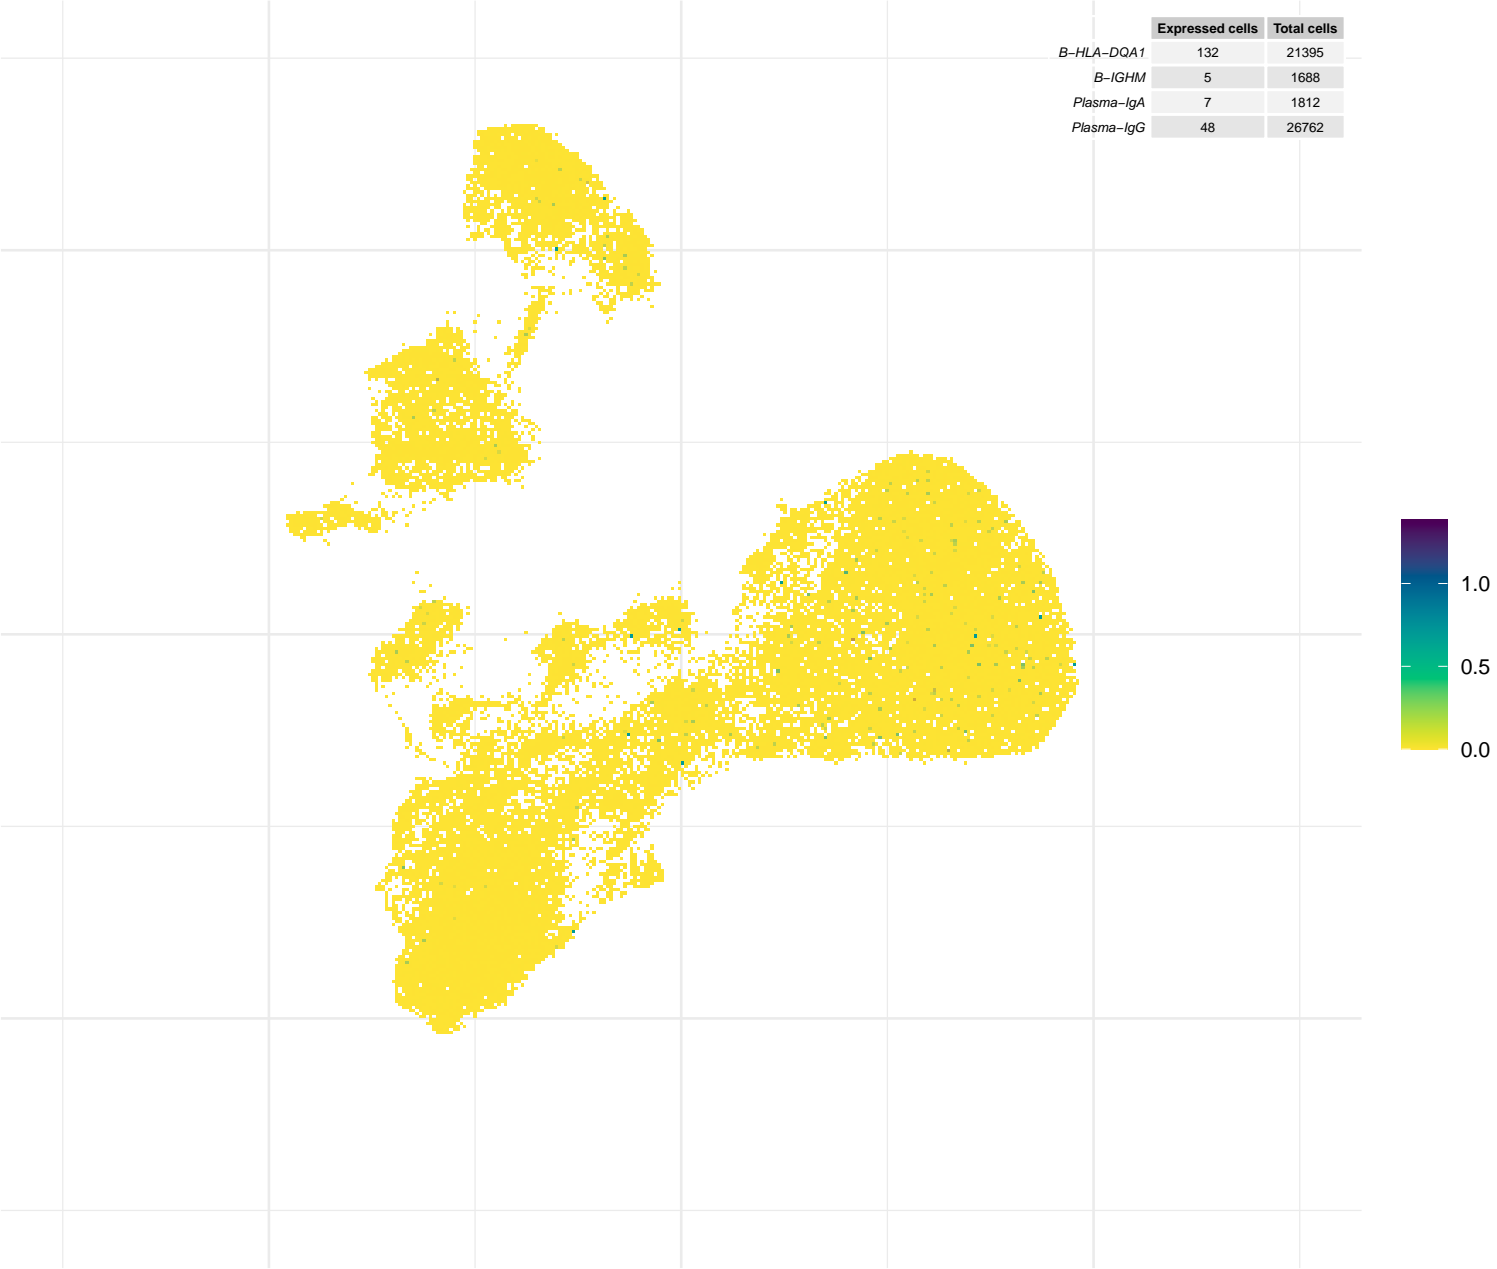 Expressed cells Total cells
B−HLA−DQA1 132 21395
B−IGHM 5 1688
Plasma−IgA 7 1812
Plasma−IgG 48 26762
1.0
0.5
0.0